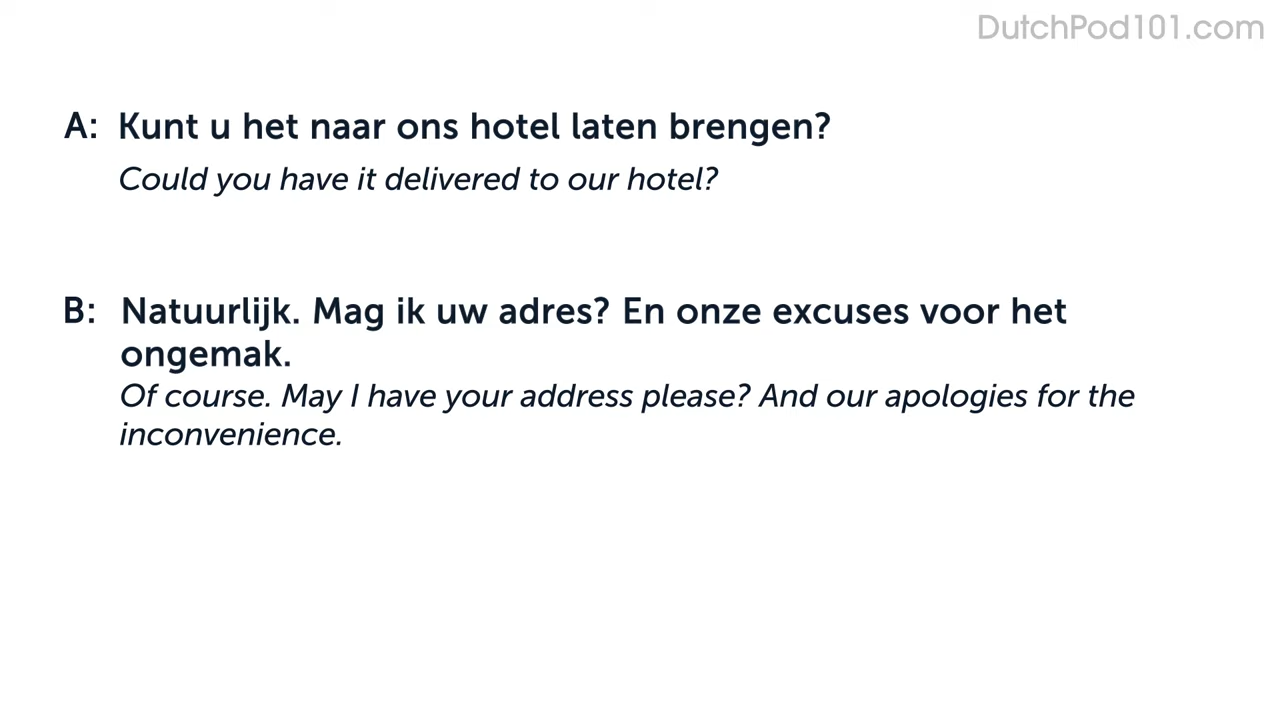 DutchPod101.com
A: Kunt u het naar ons hotel laten brengen?
Could you have it delivered to our hotel?
B: Natuurlijk. Mag ik uw adres? En onze excuses voor het
ongemak.
Of course. May I have your address please? And our apologies for the
inconvenience.